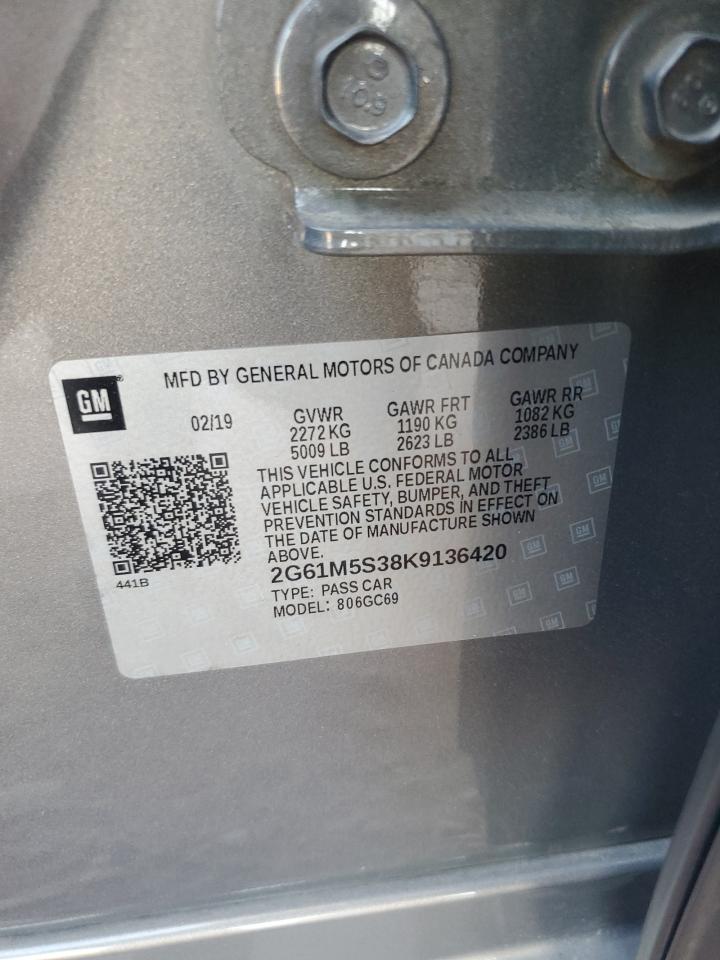 10.9
MFD BY GENERAL MOTORS OF CANADA COMPANY
GM
02/19
GVWR
2272 KG
5009 LB
GAWR FRT
1190 KG
2623 LB
GAWR RR
1082 KG
2386 LB
THIS VEHICLE CONFORMS TO ALL
APPLICABLE U.S. FEDERAL MOTOR
VEHICLE SAFETY, BUMPER, AND THEFT
PREVENTION STANDARDS IN EFFECT ON
THE DATE OF MANUFACTURE SHOWN
ABOVE.
441B
2G61M5S38K9136420
TYPE: PASS CAR
MODEL: 806GC69